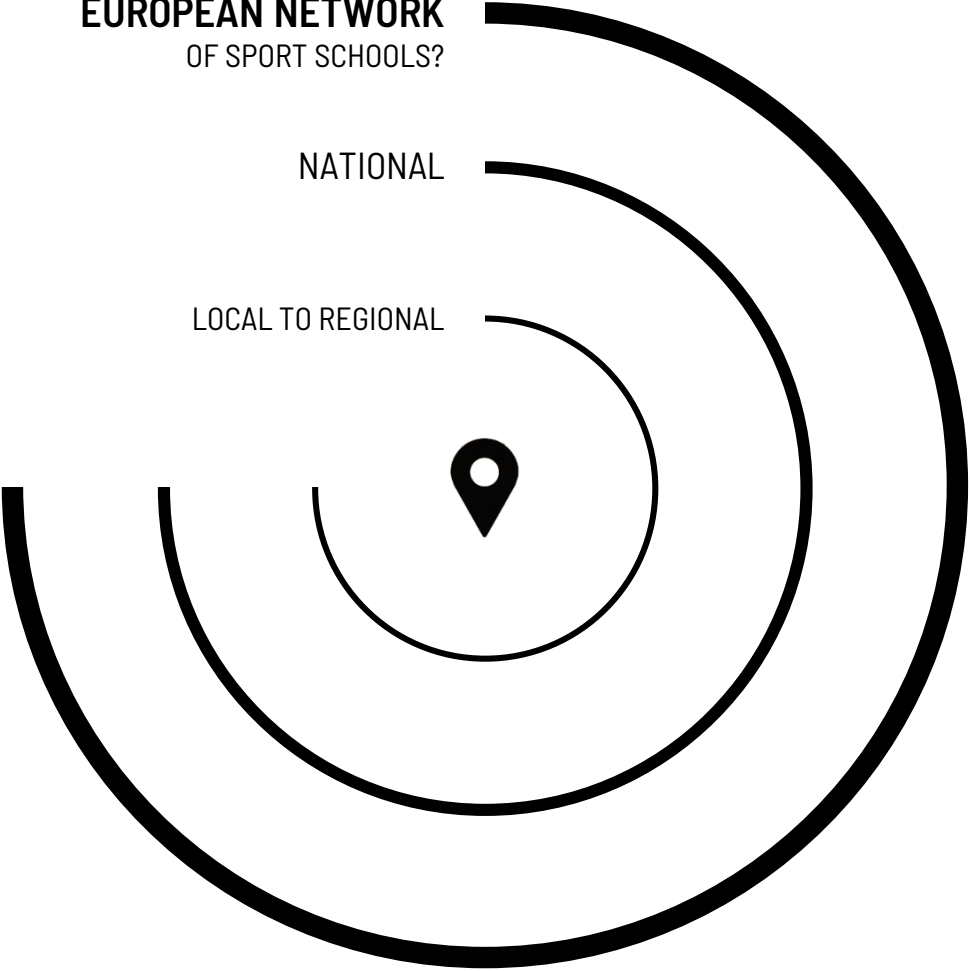 EUROPEAN NETWORK
OF SPORT SCHOOLS?
NATIONAL
LOCAL TO REGIONAL